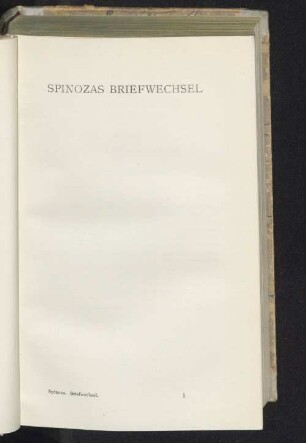 SPINOZAS BRIEFWECHSEL
Spinoza. Briefwechsel. 1